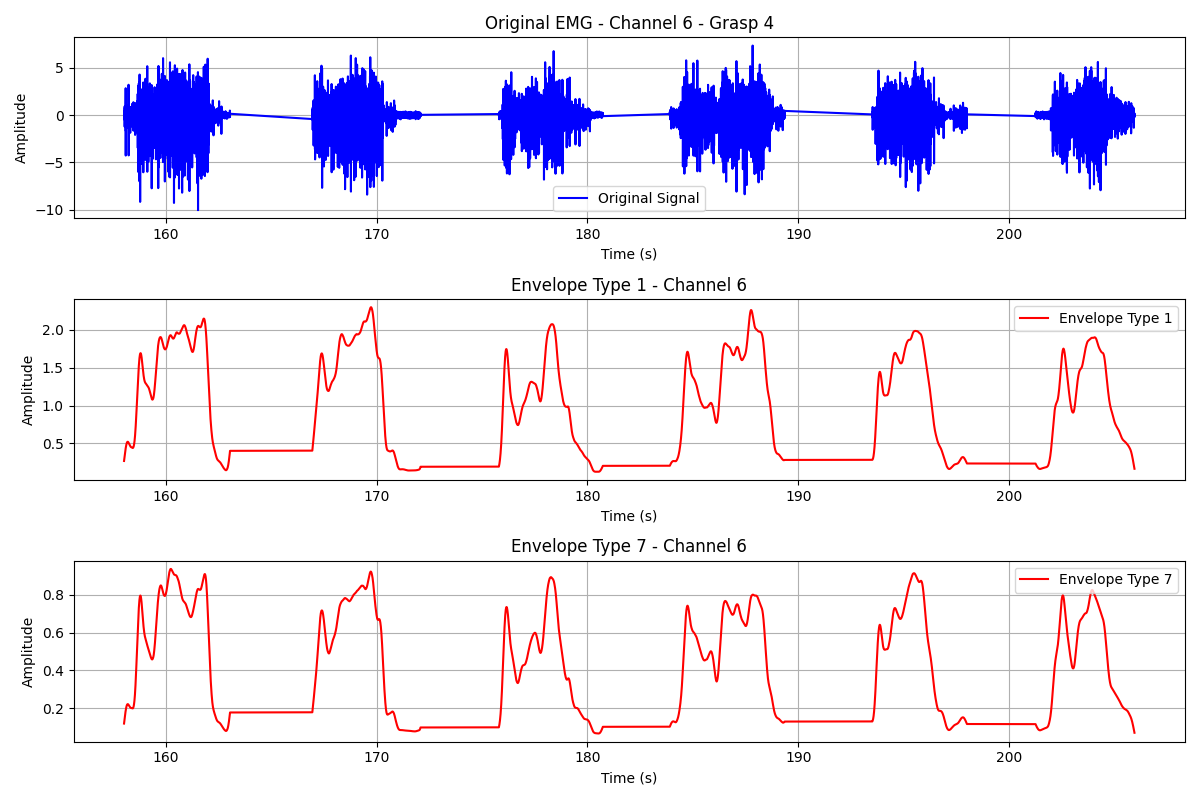 Original EMG - Channel 6 - Grasp 4
Amplitude
5
0
−5
−10
Original Signal
160 170 180 190 200
Time (s)
Envelope Type 1 - Channel 6
Amplitude
2.0
1.5
1.0
0.5
Envelope Type 1
160 170 180 190 200
Time (s)
Envelope Type 7 - Channel 6
Amplitude
0.8
0.6
0.4
0.2
Envelope Type 7
160 170 180 190 200
Time (s)